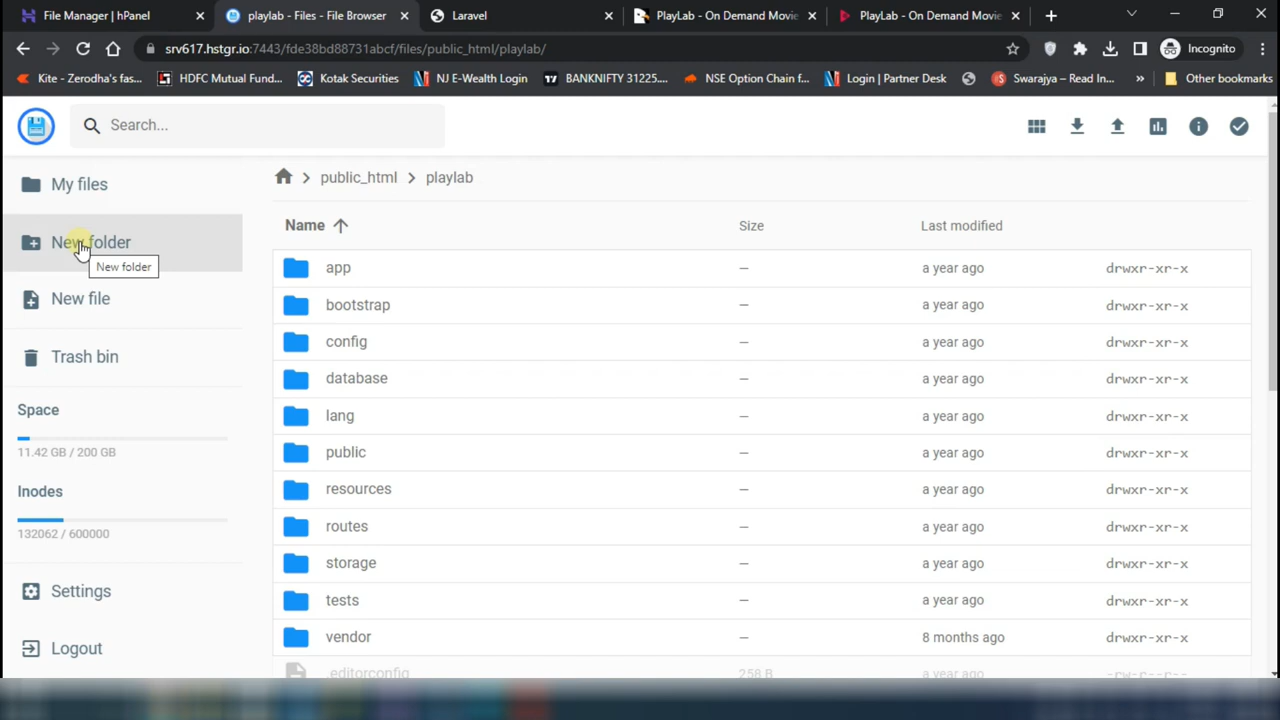 File Manager | hPanel
playlab - Files - File Browser
Laravel
PlayLab - On Demand Movie
PlayLab - On Demand Movie
srv617.hstgr.io:7443/fde38bd88731abcf/files/public_html/playlab/
Incognito
Kite - Zerodha's fas...
HDFC Mutual Fund...
Kotak Securities
NJ E-Wealth Login
BANKNIFTY 31225....
NSE Option Chain f...
Login | Partner Desk
Swarajya – Read In...
»
Other bookmarks
Search...
My files
New folder
New folder
New file
Trash bin
Space
11.42 GB / 200 GB
Inodes
132062 / 600000
Settings
Logout
public_html > playlab
Name Size Last modified
app — a year ago drwxr-xr-x
bootstrap — a year ago drwxr-xr-x
config — a year ago drwxr-xr-x
database — a year ago drwxr-xr-x
lang — a year ago drwxr-xr-x
public — a year ago drwxr-xr-x
resources — a year ago drwxr-xr-x
routes — a year ago drwxr-xr-x
storage — a year ago drwxr-xr-x
tests — a year ago drwxr-xr-x
vendor — 8 months ago drwxr-xr-x
.editorconfig 258 B a year ago -rw-r--r--